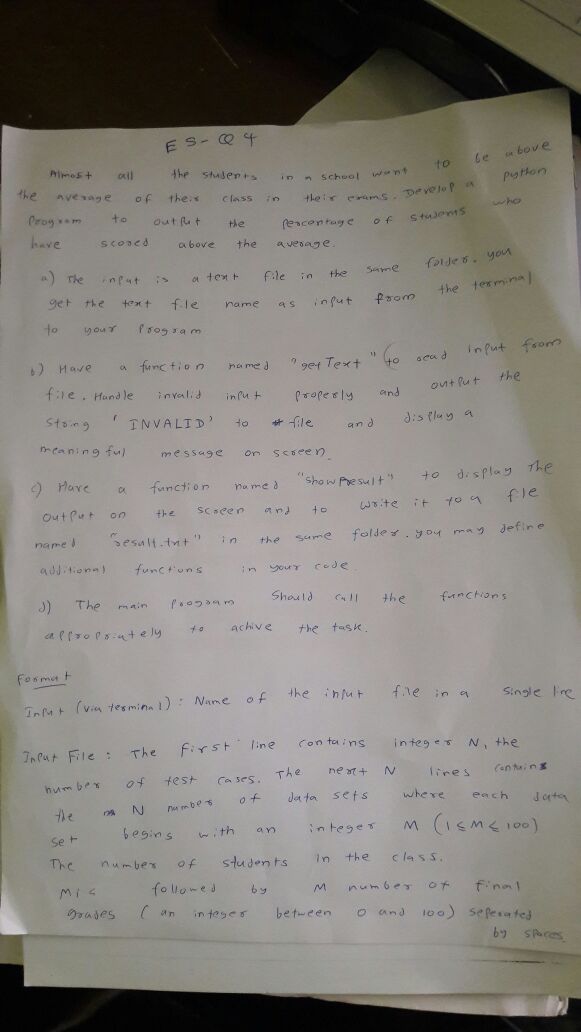 ES-Q4
Almost all the students in a school want to be above
the average of their class in their exams. Develop a python
Program to output the percentage of students who
have scored above the average.
a) The input is a text file in the same folder. you
get the text file name as input from the terminal
to your Program
b) Have a function named "getText" (to read input from
file. Handle invalid input properly and output the
string 'INVALID' to file and display a
meaningful message on screen.
c) Have a function named "showResult" to display the
output on the screen and to write it to a fle
named "result.txt" in the same folder. you may define
additional functions in your code.
d) The main program should call the functions
appropriately to achive the task.
Format
Input (via terminal): Name of the input file in a single line
Input File : The first line contains integer N, the
number of test cases. The next N lines contains
the N number of data sets where each data
set begins with an integer M (1≤M≤100)
The number of students in the class.
M is followed by M number of final
grades (an integer between 0 and 100) seperated
by spaces.